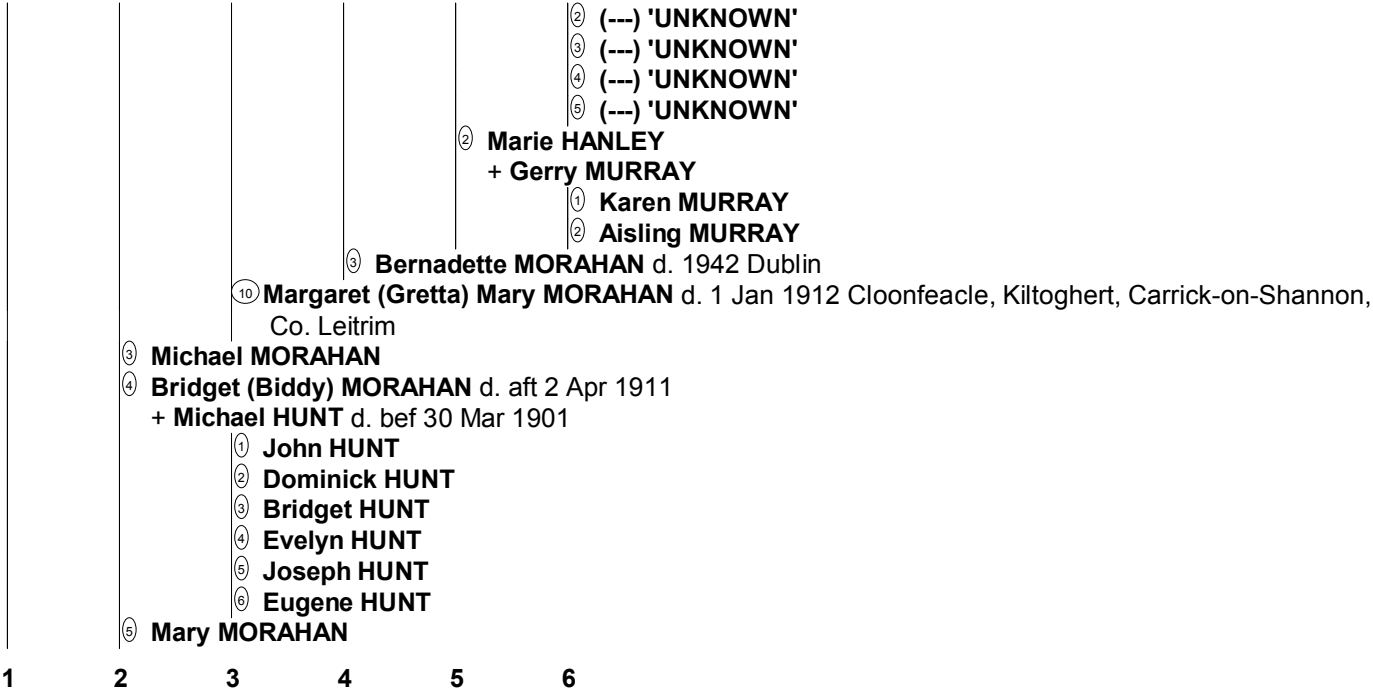 ② (---) 'UNKNOWN'
③ (---) 'UNKNOWN'
④ (---) 'UNKNOWN'
⑤ (---) 'UNKNOWN'
② Marie HANLEY
+ Gerry MURRAY
① Karen MURRAY
② Aisling MURRAY
③ Bernadette MORAHAN d. 1942 Dublin
⑩ Margaret (Gretta) Mary MORAHAN d. 1 Jan 1912 Cloonfeacle, Kiltoghert, Carrick-on-Shannon,
Co. Leitrim
③ Michael MORAHAN
④ Bridget (Biddy) MORAHAN d. aft 2 Apr 1911
+ Michael HUNT d. bef 30 Mar 1901
① John HUNT
② Dominick HUNT
③ Bridget HUNT
④ Evelyn HUNT
⑤ Joseph HUNT
⑥ Eugene HUNT
⑤ Mary MORAHAN
1 2 3 4 5 6